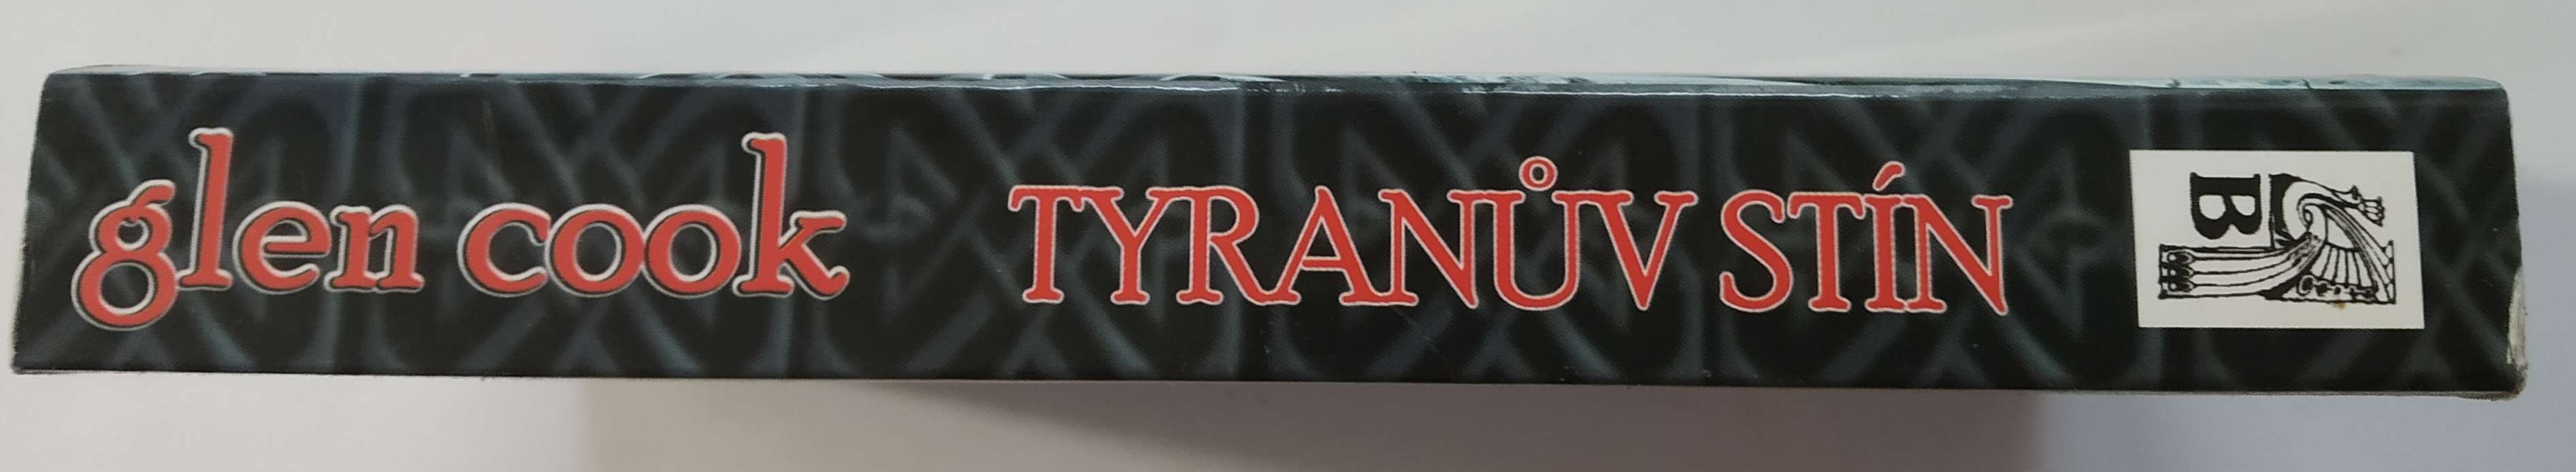 glen cook
TYRANŮV STÍN
B